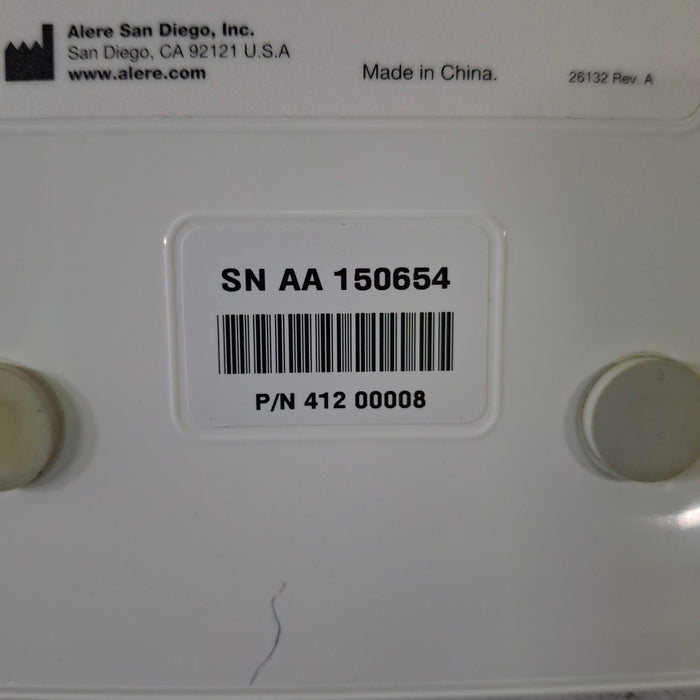 Alere San Diego, Inc.
San Diego, CA 92121 U.S.A
www.alere.com
Made in China.
26132 Rev. A
SN AA 150654
P/N 412 00008